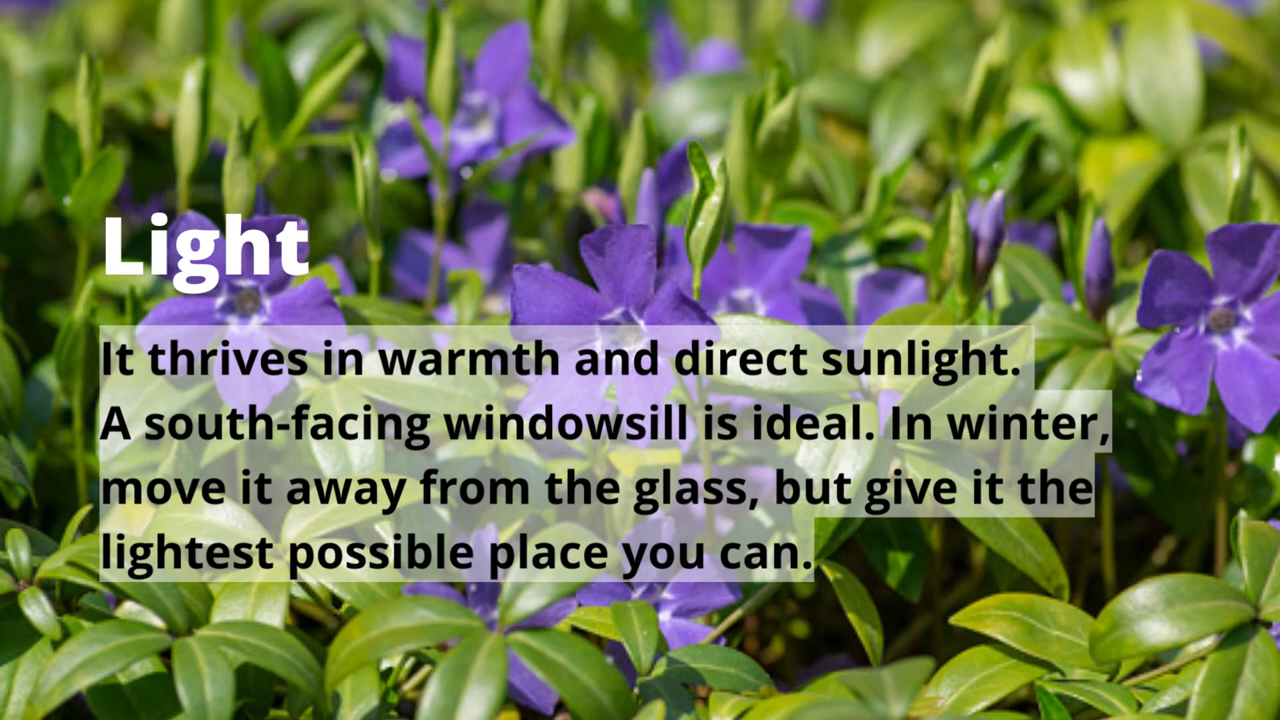 Light
It thrives in warmth and direct sunlight.
A south-facing windowsill is ideal. In winter,
move it away from the glass, but give it the
lightest possible place you can.